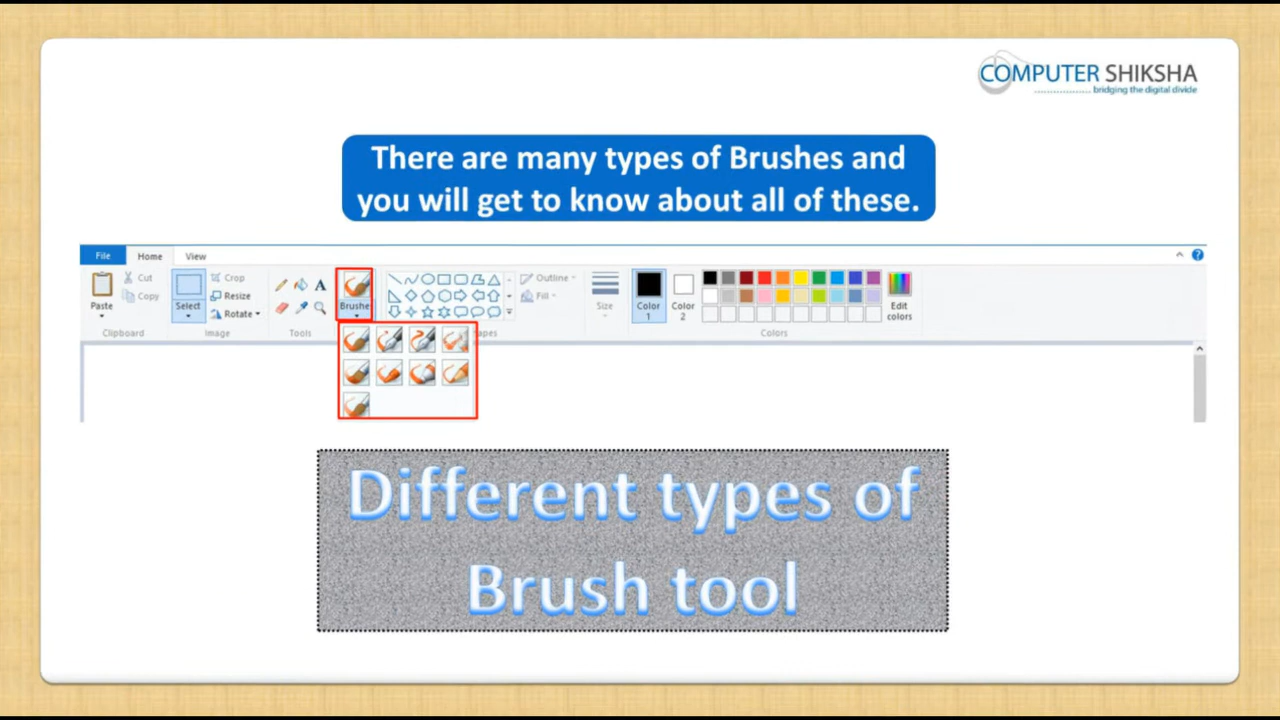 COMPUTER SHIKSHA
bridging the digital divide
There are many types of Brushes and
you will get to know about all of these.
File Home View
Cut
Copy
Paste
Clipboard
Select
Crop
Resize
Rotate
Image
A
Tools
Brushe
Outline
Fill
apes
Size
Color
1
Color
2
Edit
colors
Colors
Different types of
Brush tool